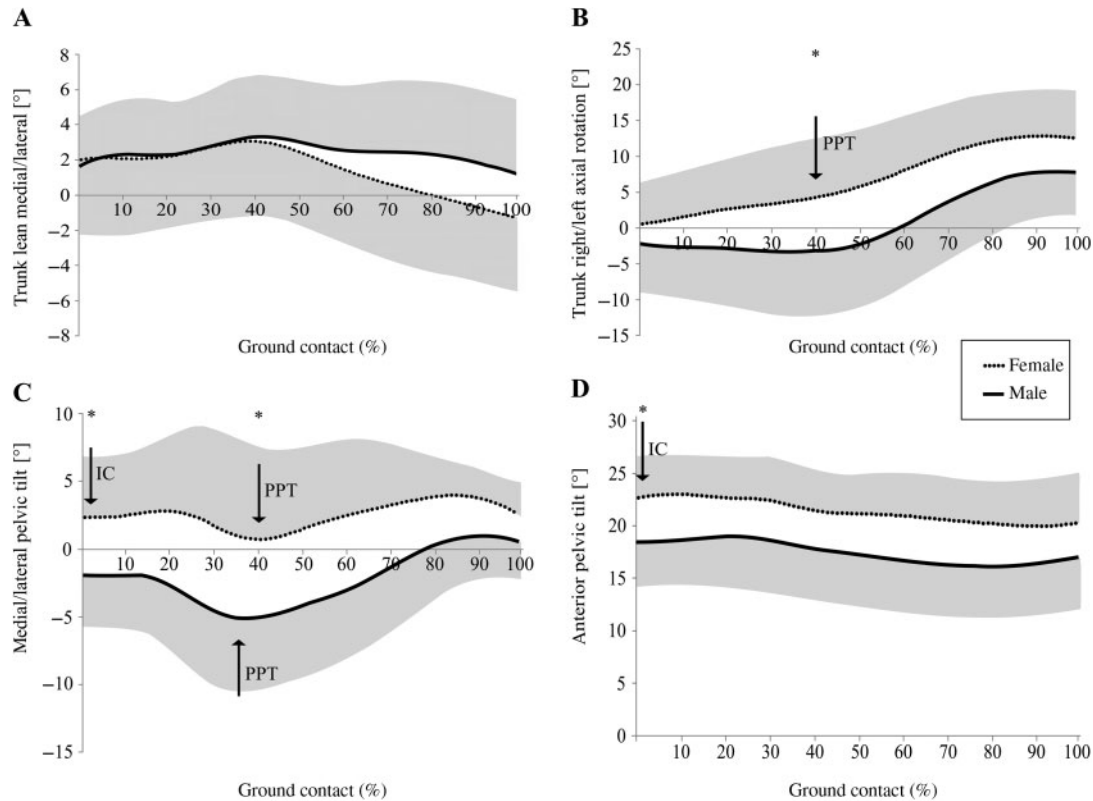 A
Trunk lean medial/lateral [°]
8
6
4
2
0
−2
−4
−6
−8
10 20 30 40 50 60 70 80 90 100
Ground contact (%)
B
Trunk right/left axial rotation [°]
25
20
15
10
5
0
−5
−10
−15
*
PPT
10 20 30 40 50 60 70 80 90 100
Ground contact (%)
Female
Male
C
Medial/lateral pelvic tilt [°]
10
5
0
−5
−10
−15
* *
IC
PPT
10 20 30 40 50 60 70 80 90 100
PPT
Ground contact (%)
D
Anterior pelvic tilt [°]
30
25
20
15
10
5
0
*
IC
10 20 30 40 50 60 70 80 90 100
Ground contact (%)